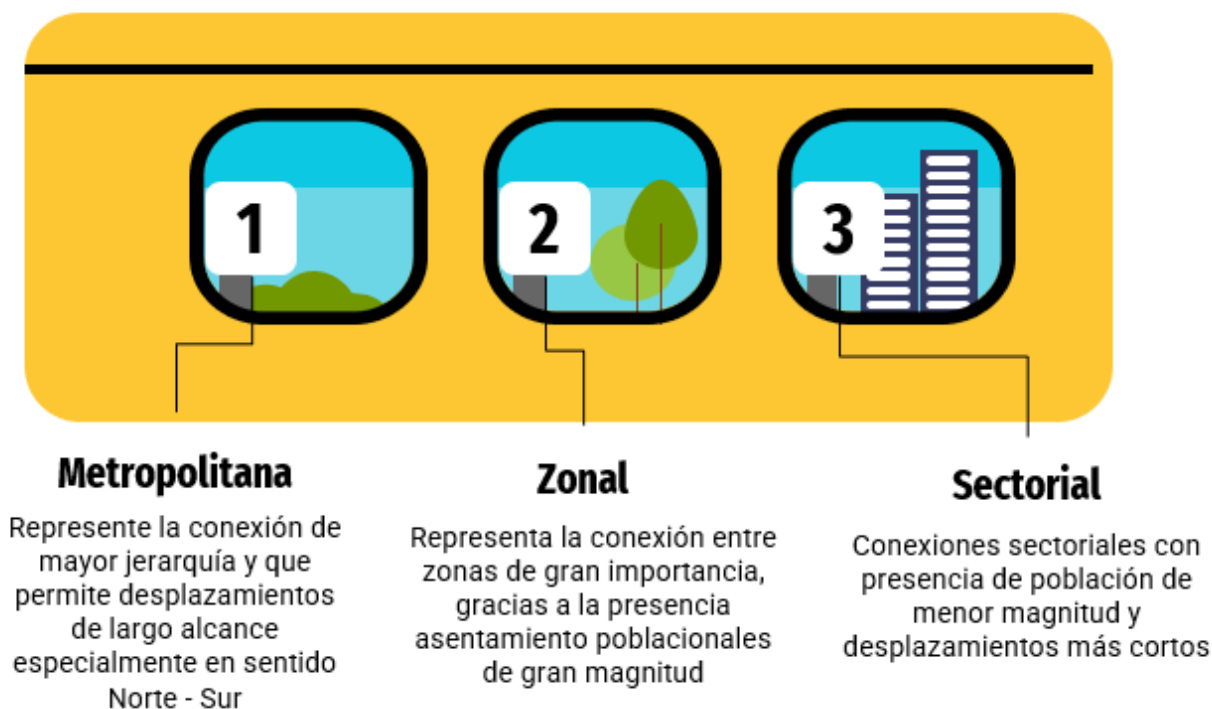 1
2
3
Metropolitana
Represente la conexión de
mayor jerarquía y que
permite desplazamientos
de largo alcance
especialmente en sentido
Norte - Sur
Zonal
Representa la conexión entre
zonas de gran importancia,
gracias a la presencia
asentamiento poblacionales
de gran magnitud
Sectorial
Conexiones sectoriales con
presencia de población de
menor magnitud y
desplazamientos más cortos